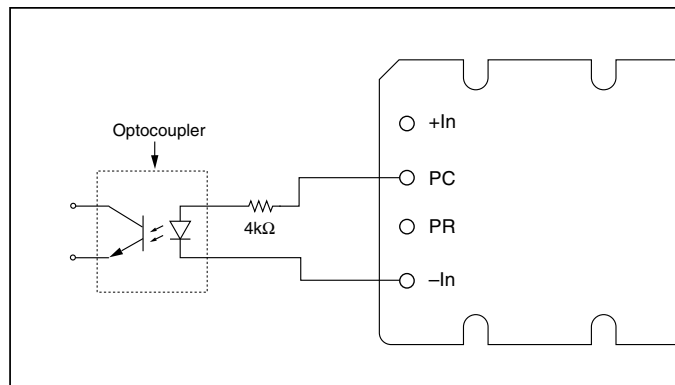 Optocoupler
4kΩ
+In
PC
PR
–In